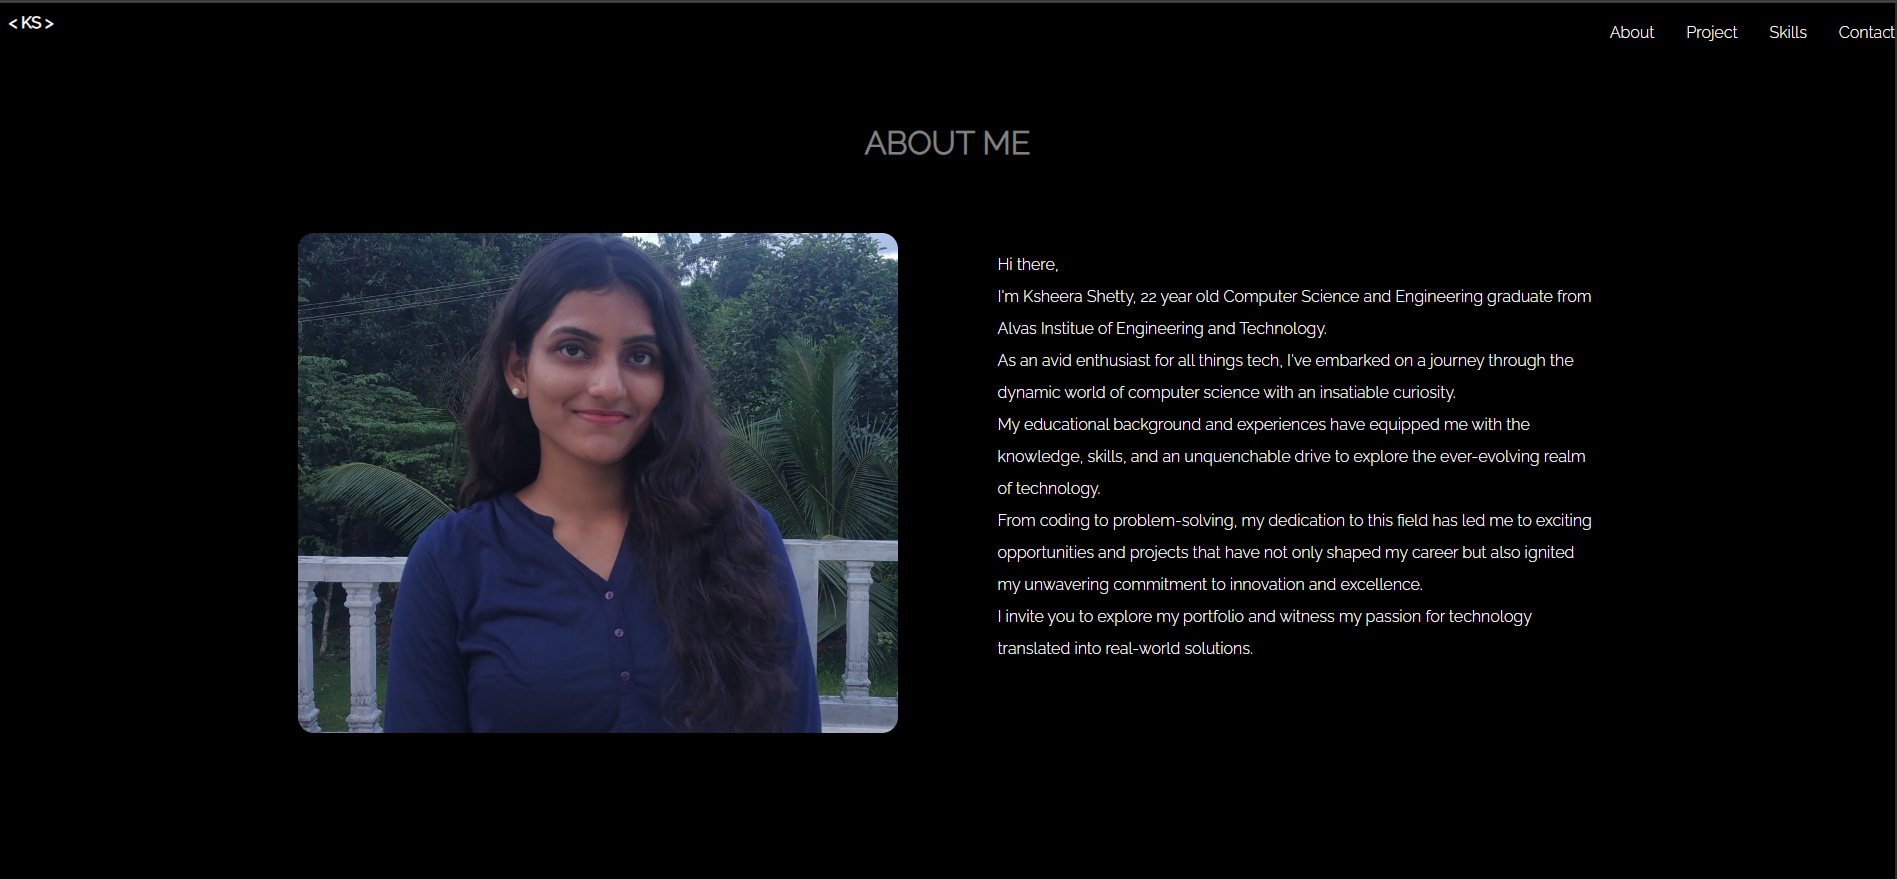 < KS >
About Project Skills Contact
ABOUT ME
Hi there,
I'm Ksheera Shetty, 22 year old Computer Science and Engineering graduate from
Alvas Institue of Engineering and Technology.
As an avid enthusiast for all things tech, I've embarked on a journey through the
dynamic world of computer science with an insatiable curiosity.
My educational background and experiences have equipped me with the
knowledge, skills, and an unquenchable drive to explore the ever-evolving realm
of technology.
From coding to problem-solving, my dedication to this field has led me to exciting
opportunities and projects that have not only shaped my career but also ignited
my unwavering commitment to innovation and excellence.
I invite you to explore my portfolio and witness my passion for technology
translated into real-world solutions.